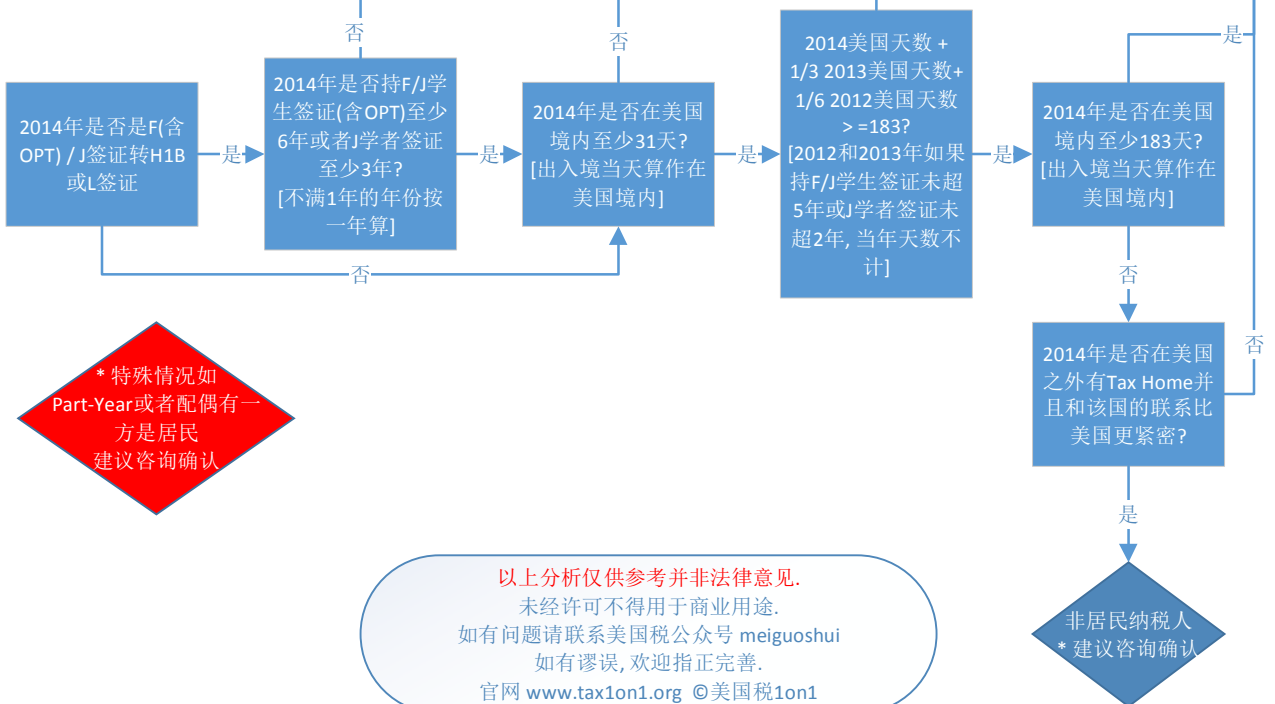 否
否
是
2014年是否是F(含
OPT) / J签证转H1B
或L签证
是
2014年是否持F/J学
生签证(含OPT)至少
6年或者J学者签证
至少3年?
[不满1年的年份按
一年算]
是
2014年是否在美国
境内至少31天?
[出入境当天算作在
美国境内]
是
2014美国天数 +
1/3 2013美国天数+
1/6 2012美国天数
> =183?
[2012和2013年如果
持F/J学生签证未超
5年或J学者签证未
超2年, 当年天数不
计]
是
2014年是否在美国
境内至少183天?
[出入境当天算作在
美国境内]
否
否
否
2014年是否在美国
之外有Tax Home并
且和该国的联系比
美国更紧密?
* 特殊情况如
Part-Year或者配偶有一
方是居民
建议咨询确认
是
非居民纳税人
* 建议咨询确认
以上分析仅供参考并非法律意见.
未经许可不得用于商业用途.
如有问题请联系美国税公众号 meiguoshui
如有谬误, 欢迎指正完善.
官网 www.tax1on1.org ©美国税1on1